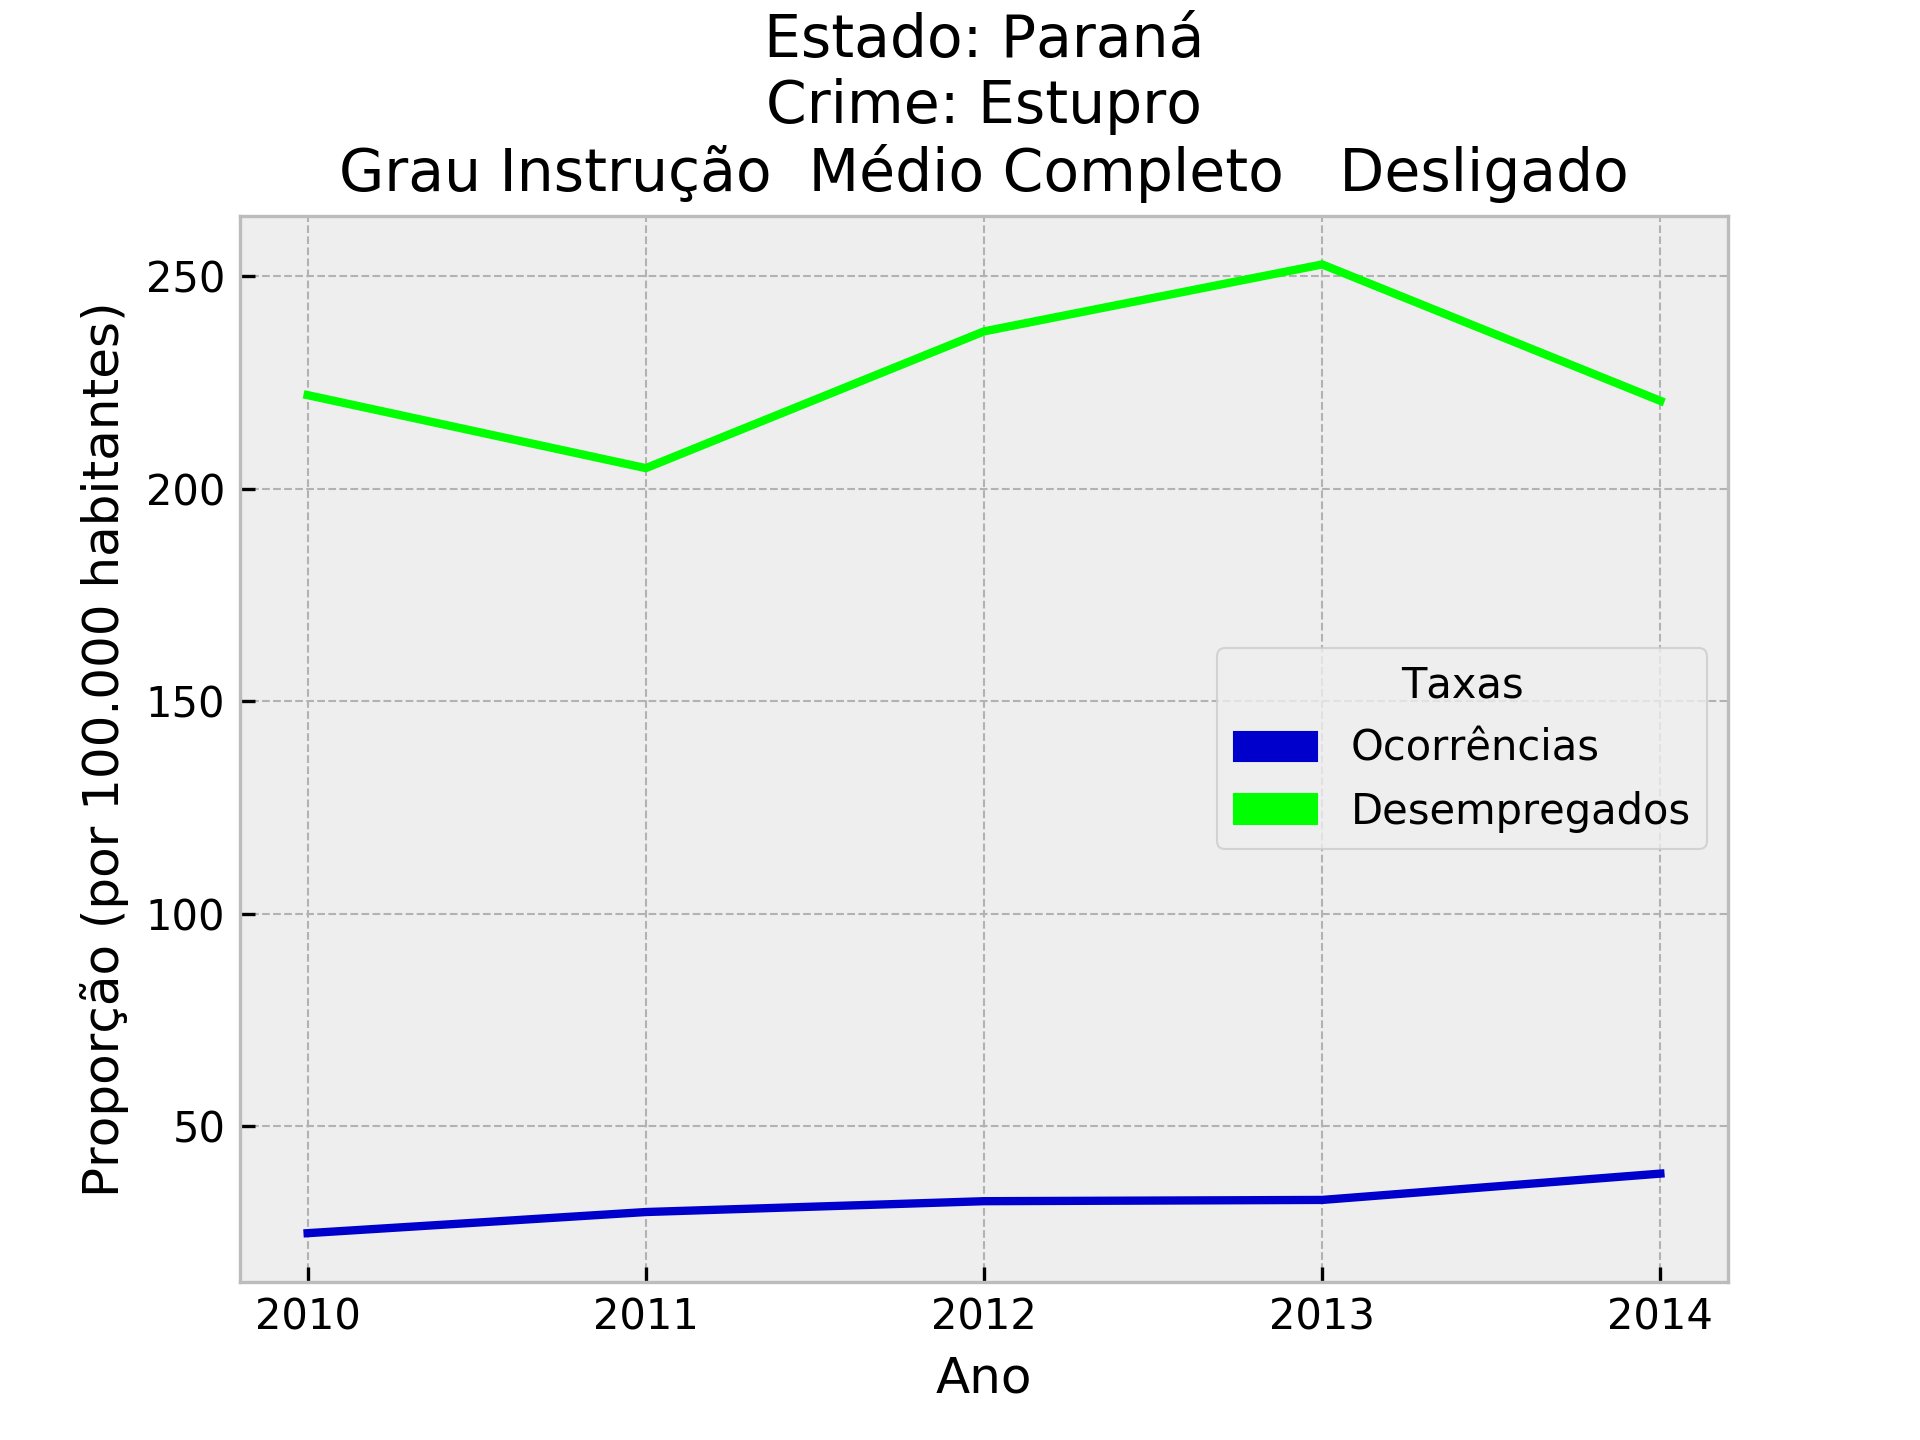 Estado: Paraná
Crime: Estupro
Grau Instrução  Médio Completo   Desligado
Proporção (por 100.000 habitantes)
250
200
150
100
50
Taxas
Ocorrências
Desempregados
2010 2011 2012 2013 2014
Ano